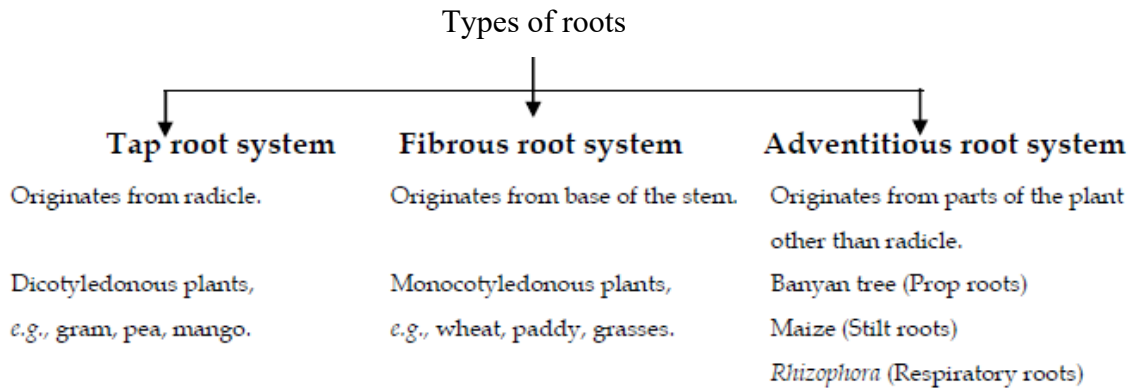 Types of roots
Tap root system
Originates from radicle.
Dicotyledonous plants,
e.g., gram, pea, mango.
Fibrous root system
Originates from base of the stem.
Monocotyledonous plants,
e.g., wheat, paddy, grasses.
Adventitious root system
Originates from parts of the plant
other than radicle.
Banyan tree (Prop roots)
Maize (Stilt roots)
Rhizophora (Respiratory roots)